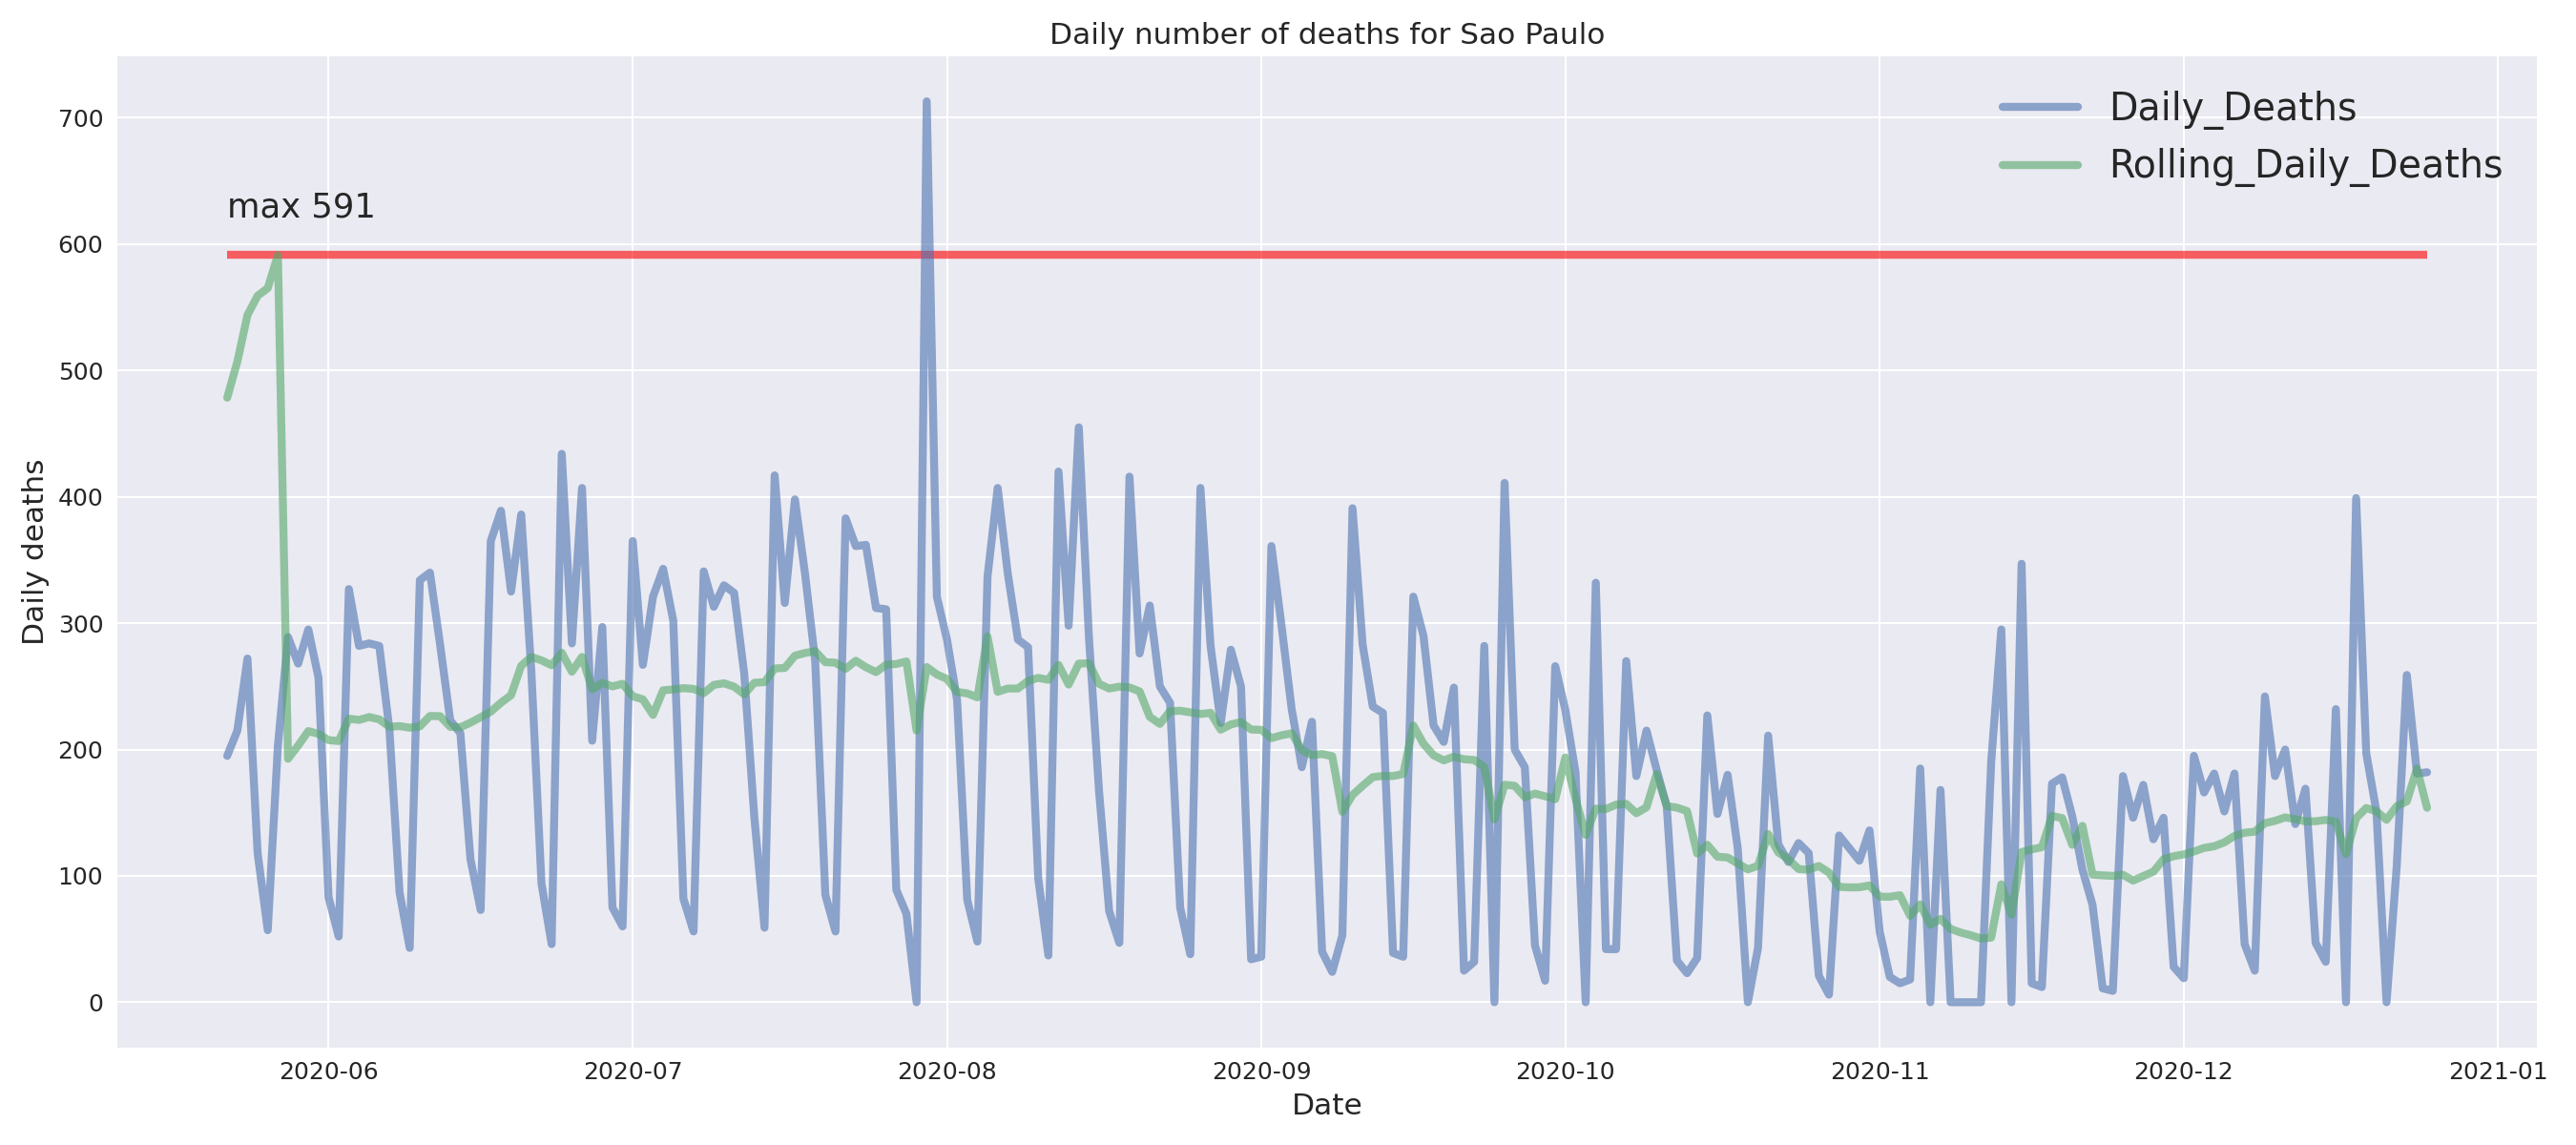 Daily number of deaths for Sao Paulo
Daily_Deaths
Rolling_Daily_Deaths
max 591
Daily deaths
700
600
500
400
300
200
100
0
2020-06 2020-07 2020-08 2020-09 2020-10 2020-11 2020-12 2021-01
Date